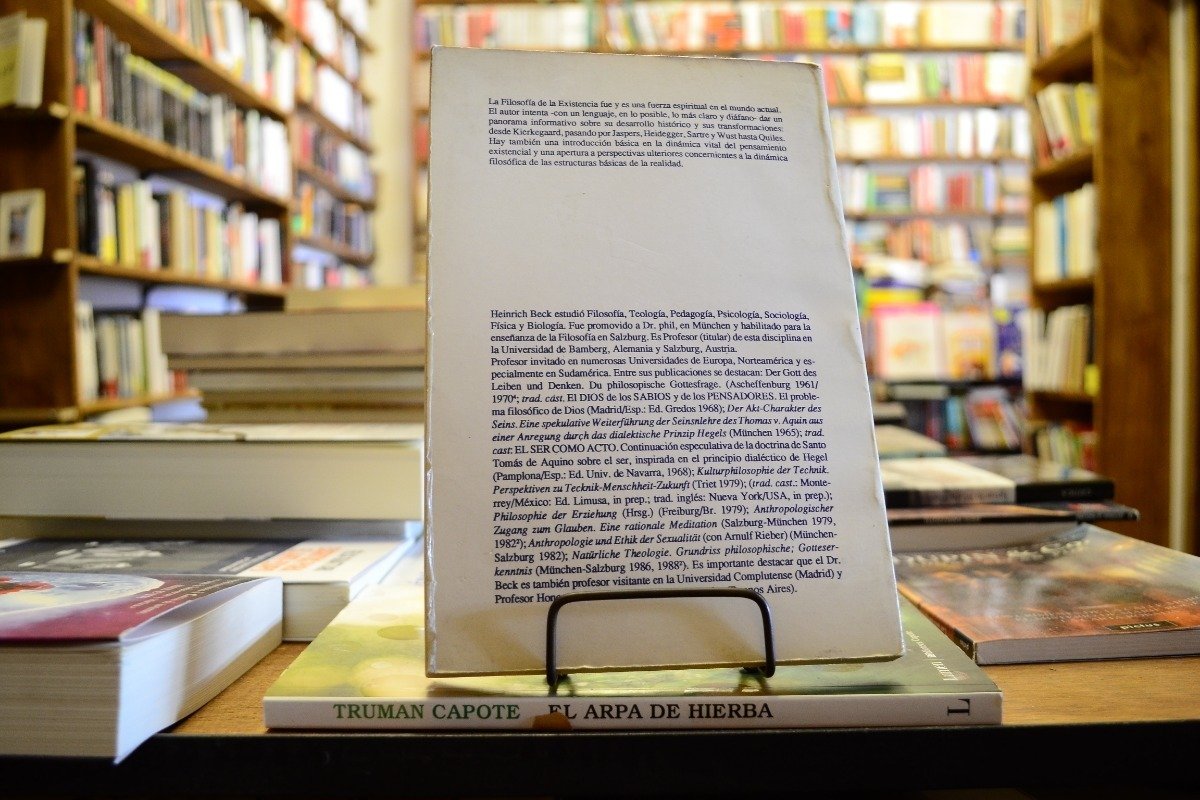 La Filosofía de la Existencia fue y es una fuerza espiritual en el mundo actual.
El autor intenta -con un lenguaje, en lo posible, lo más claro y diáfano- dar un
panorama informativo sobre su desarrollo histórico y sus transformaciones:
desde Kierkegaard, pasando por Jaspers, Heidegger, Sartre y Wust hasta Quiles.
Hay también una introducción básica en la dinámica vital del pensamiento
existencial y una apertura a perspectivas ulteriores concernientes a la dinámica
filosófica de las estructuras básicas de la realidad.
Heinrich Beck estudió Filosofía, Teología, Pedagogía, Psicología, Sociología,
Física y Biología. Fue promovido a Dr. phil, en München y habilitado para la
enseñanza de la Filosofía en Salzburg. Es Profesor (titular) de esta disciplina en
la Universidad de Bamberg, Alemania y Salzburg, Austria.
Profesor invitado en numerosas Universidades de Europa, Norteamérica y es-
pecialmente en Sudamérica. Entre sus publicaciones se destacan: Der Gott des
Leiben und Denken. Du philosopische Gottesfrage. (Ascheffenburg 1961/
1970⁴; trad. cást. El DIOS de los SABIOS y de los PENSADORES. El proble-
ma filosófico de Dios (Madrid/Esp.: Ed. Gredos 1968); Der Akt-Charakter des
Seins. Eine spekulative Weiterführung der Seinsnlehre des Thomas v. Aquin aus
einer Anregung durch das dialektische Prinzip Hegels (München 1965); trad.
cast: EL SER COMO ACTO. Continuación especulativa de la doctrina de Santo
Tomás de Aquino sobre el ser, inspirada en el principio dialéctico de Hegel
(Pamplona/Esp.: Ed. Univ. de Navarra, 1968); Kulturphilosophie der Technik.
Perspektiven zu Technik-Menschheit-Zukunft (Triet 1979); (trad. cast.: Monte-
rrey/México: Ed. Limusa, in prep.; trad. inglés: Nueva York/USA, in prep.);
Philosophie der Erziehung (Hrsg.) (Freiburg/Br. 1979); Anthropologischer
Zugang zum Glauben. Eine rationale Meditation (Salzburg-München 1979,
1982²); Anthropologie und Ethik der Sexualität (con Arnulf Rieber) (München-
Salzburg 1982); Natürliche Theologie. Grundriss philosophische; Gotteser-
kenntnis (München-Salzburg 1986, 1988²). Es importante destacar que el Dr.
Beck es también profesor visitante en la Universidad Complutense (Madrid) y
Profesor Aires).
TRUMAN CAPOTE EL ARPA DE HIERBA L